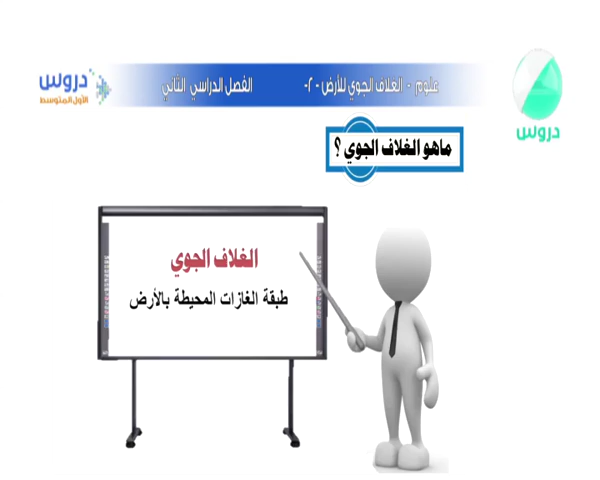 علوم - الغلاف الجوي للأرض - ٢- الفصل الدراسي الثاني
دروس
الأول المتوسط
دروس
ماهو الغلاف الجوي ؟
الغلاف الجوي
طبقة الغازات المحيطة بالأرض